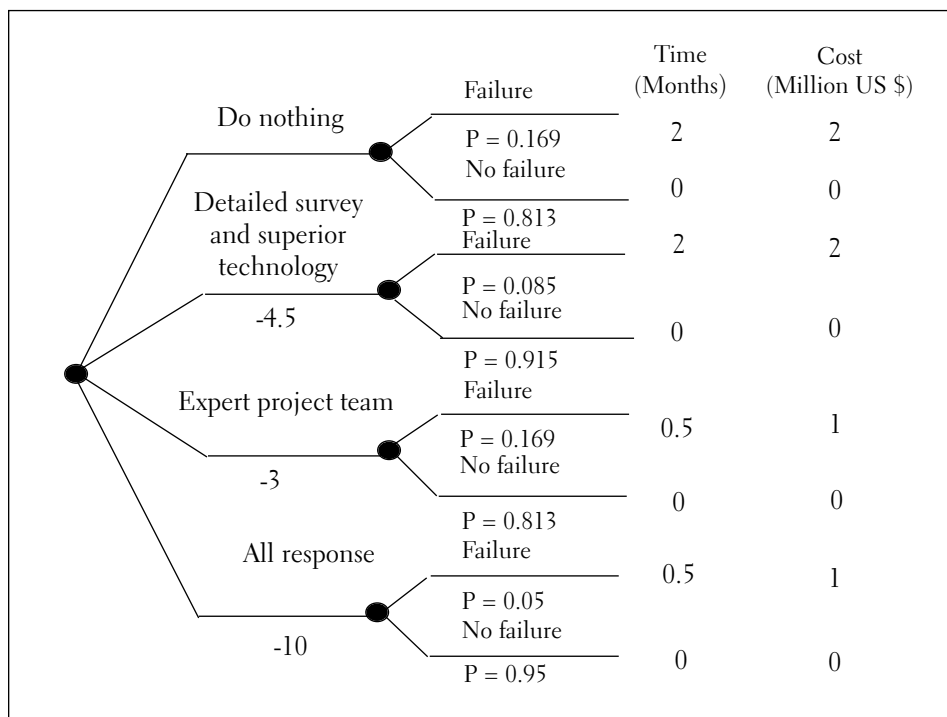 Time
(Months)
Cost
(Million US $)
Do nothing
Failure
P = 0.169
2
2
No failure
P = 0.813
0
0
Detailed survey
and superior
technology
-4.5
Failure
P = 0.085
2
2
No failure
P = 0.915
0
0
Expert project team
-3
Failure
P = 0.169
0.5
1
No failure
P = 0.813
0
0
All response
-10
Failure
P = 0.05
0.5
1
No failure
P = 0.95
0
0